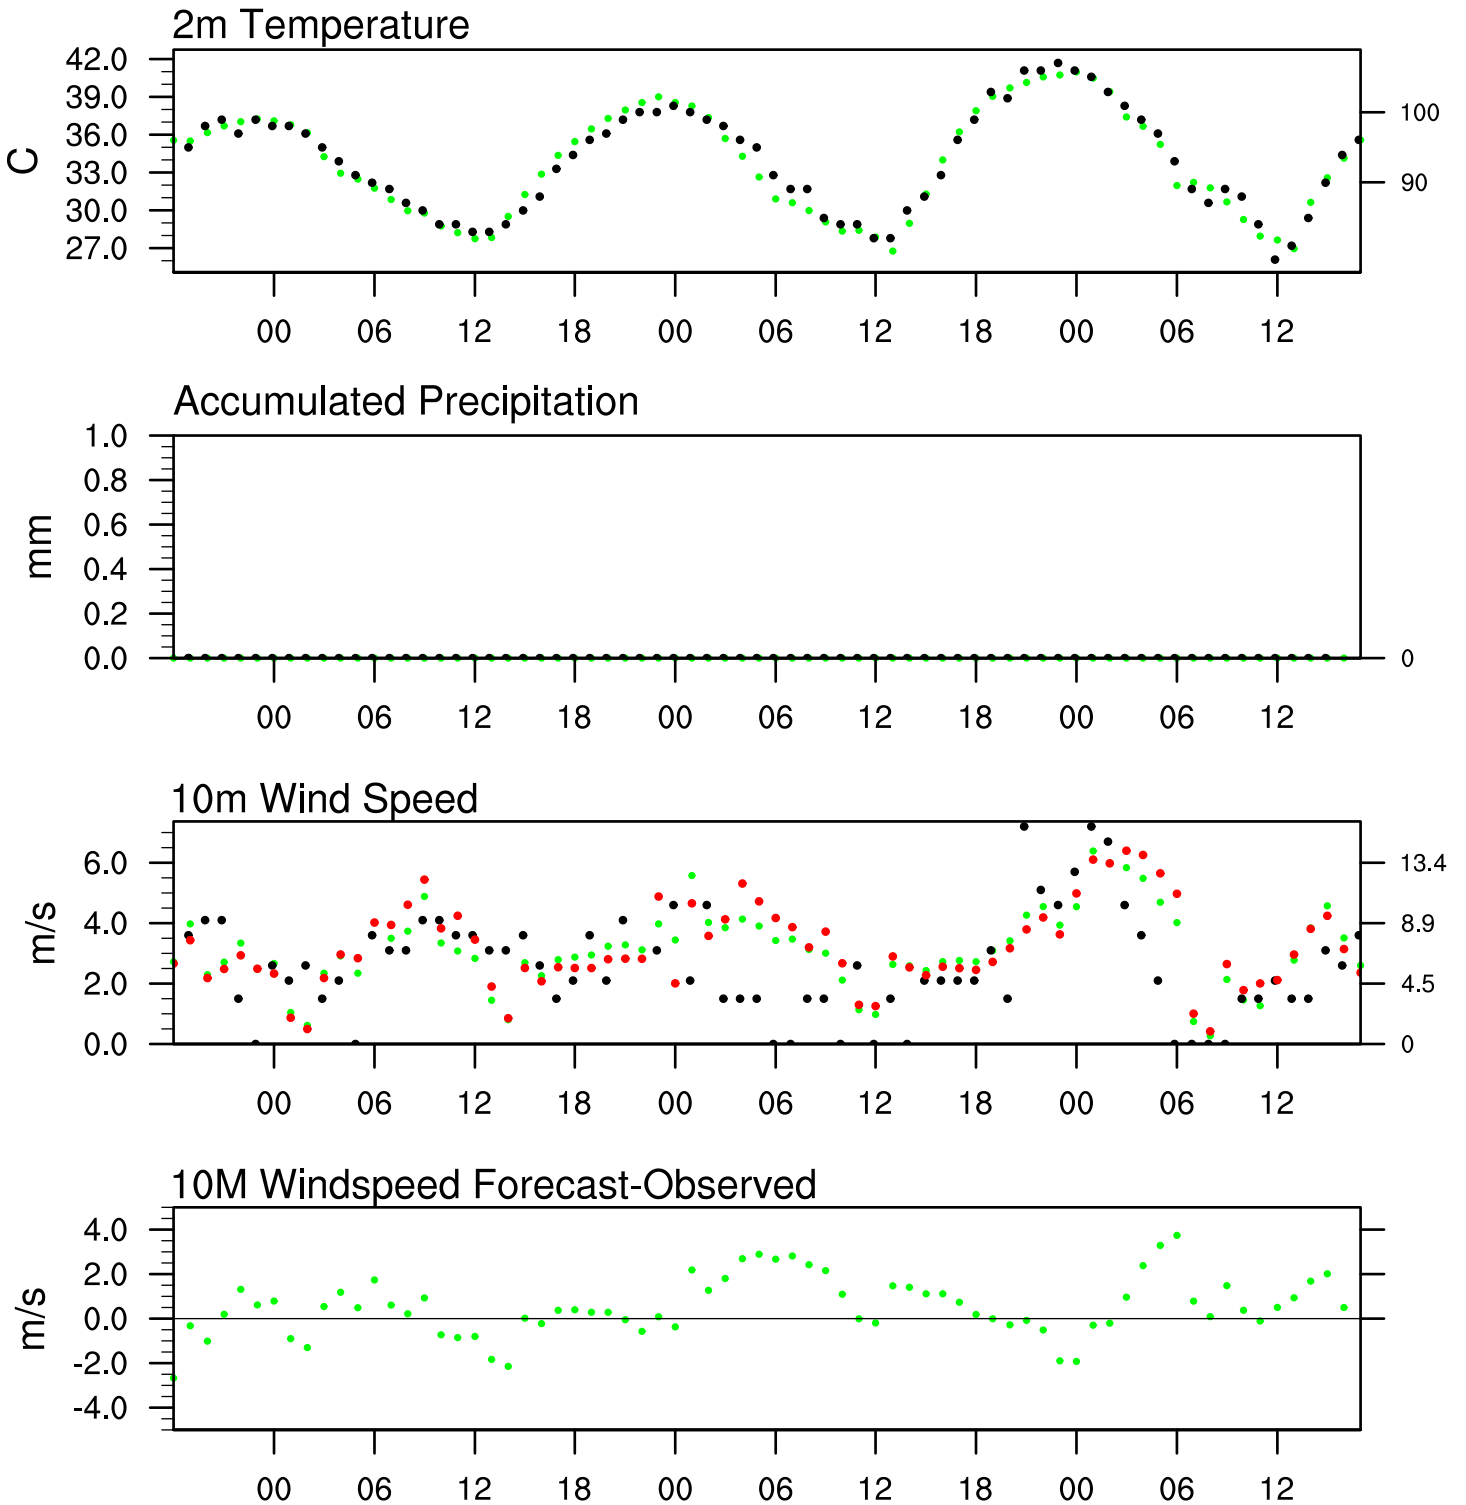 2m Temperature
42.0
39.0
36.0
33.0
30.0
27.0
C
100
90
00 06 12 18 00 06 12 18 00 06 12
Accumulated Precipitation
1.0
0.8
0.6
0.4
0.2
0.0
mm
0
00 06 12 18 00 06 12 18 00 06 12
10m Wind Speed
6.0
4.0
2.0
0.0
m/s
13.4
8.9
4.5
0
00 06 12 18 00 06 12 18 00 06 12
10M Windspeed Forecast-Observed
4.0
2.0
0.0
-2.0
-4.0
m/s
00 06 12 18 00 06 12 18 00 06 12